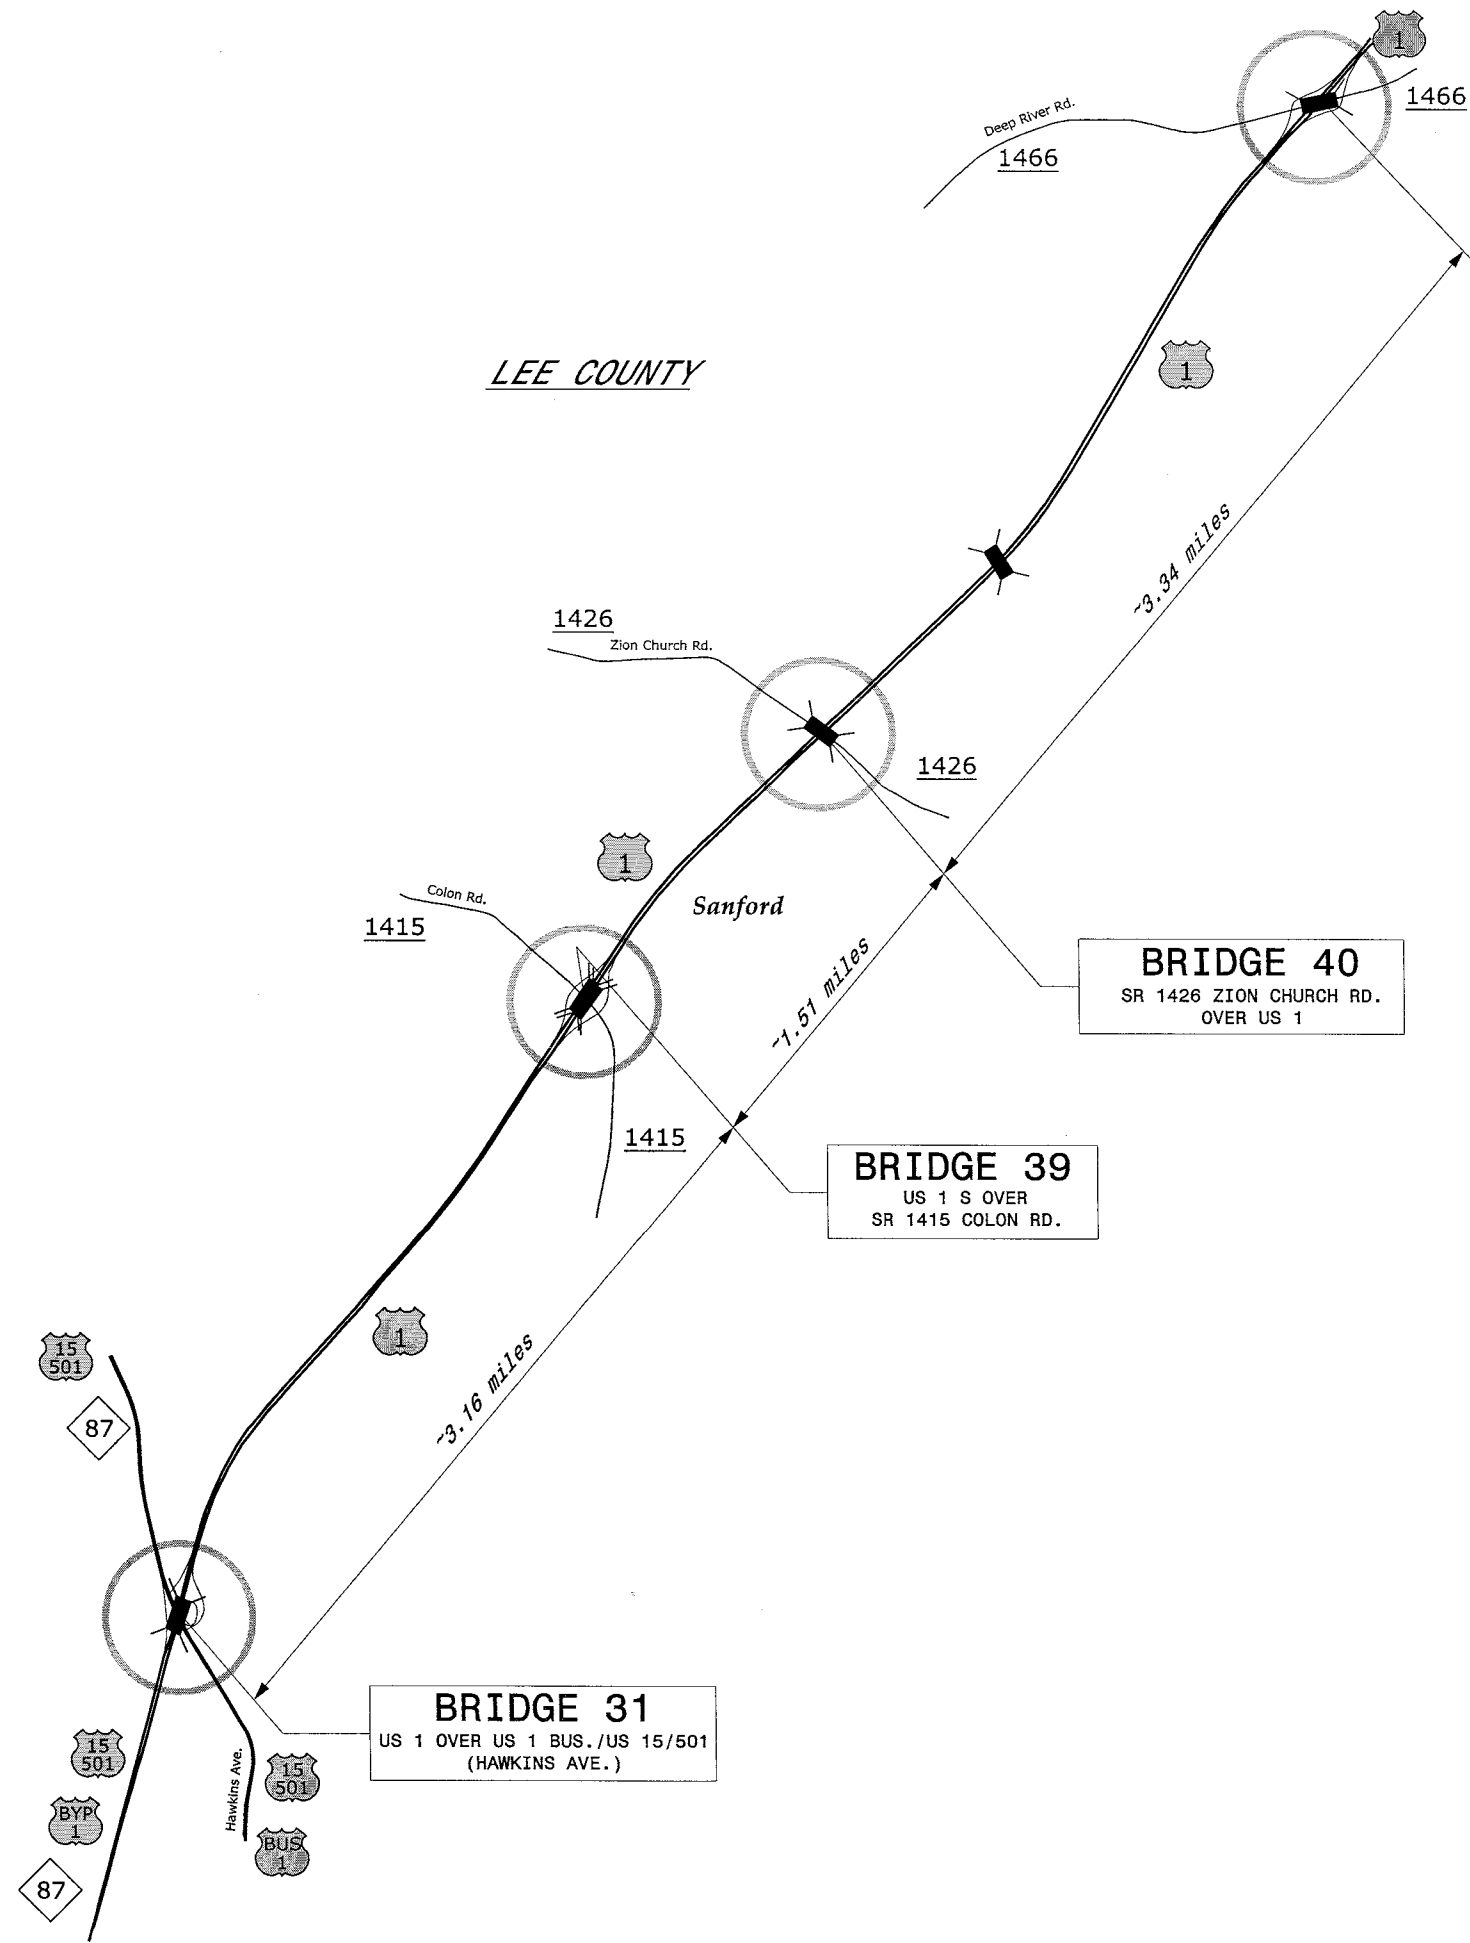 1
1466
Deep River Rd.
1466
LEE COUNTY
1
~3.34 miles
1426
Zion Church Rd.
1426
1
Colon Rd.
Sanford
1415
BRIDGE 40
SR 1426 ZION CHURCH RD.
OVER US 1
~1.51 miles
1415
BRIDGE 39
US 1 S OVER
SR 1415 COLON RD.
1
15
501
~3.16 miles
87
BRIDGE 31
US 1 OVER US 1 BUS./US 15/501
(HAWKINS AVE.)
15
501
Hawkins Ave.
15
501
BYP
1
BUS
1
87